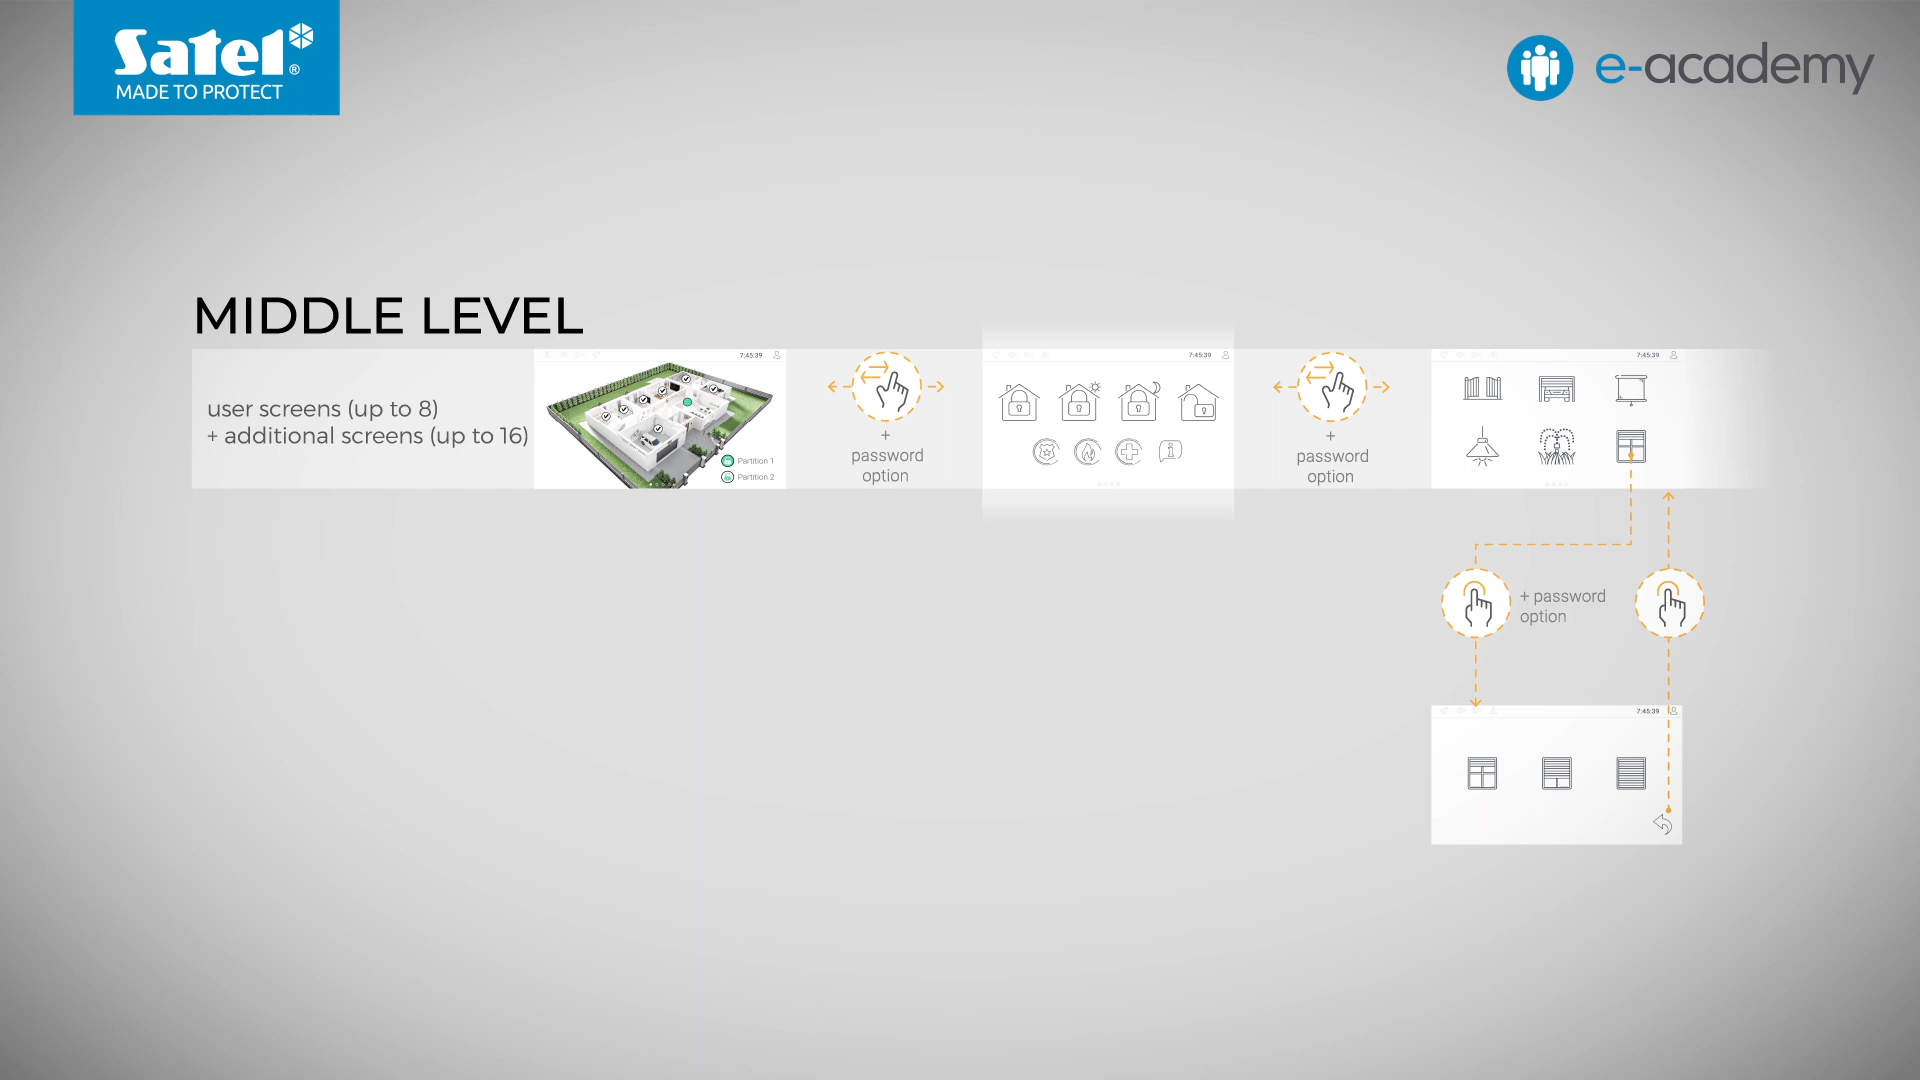 Satel®
MADE TO PROTECT
e-academy
MIDDLE LEVEL
user screens (up to 8)
+ additional screens (up to 16)
7:45:39
Partition 1
Partition 2
+
password
option
7:45:39
+
password
option
7:45:39
+ password
option
7:45:39